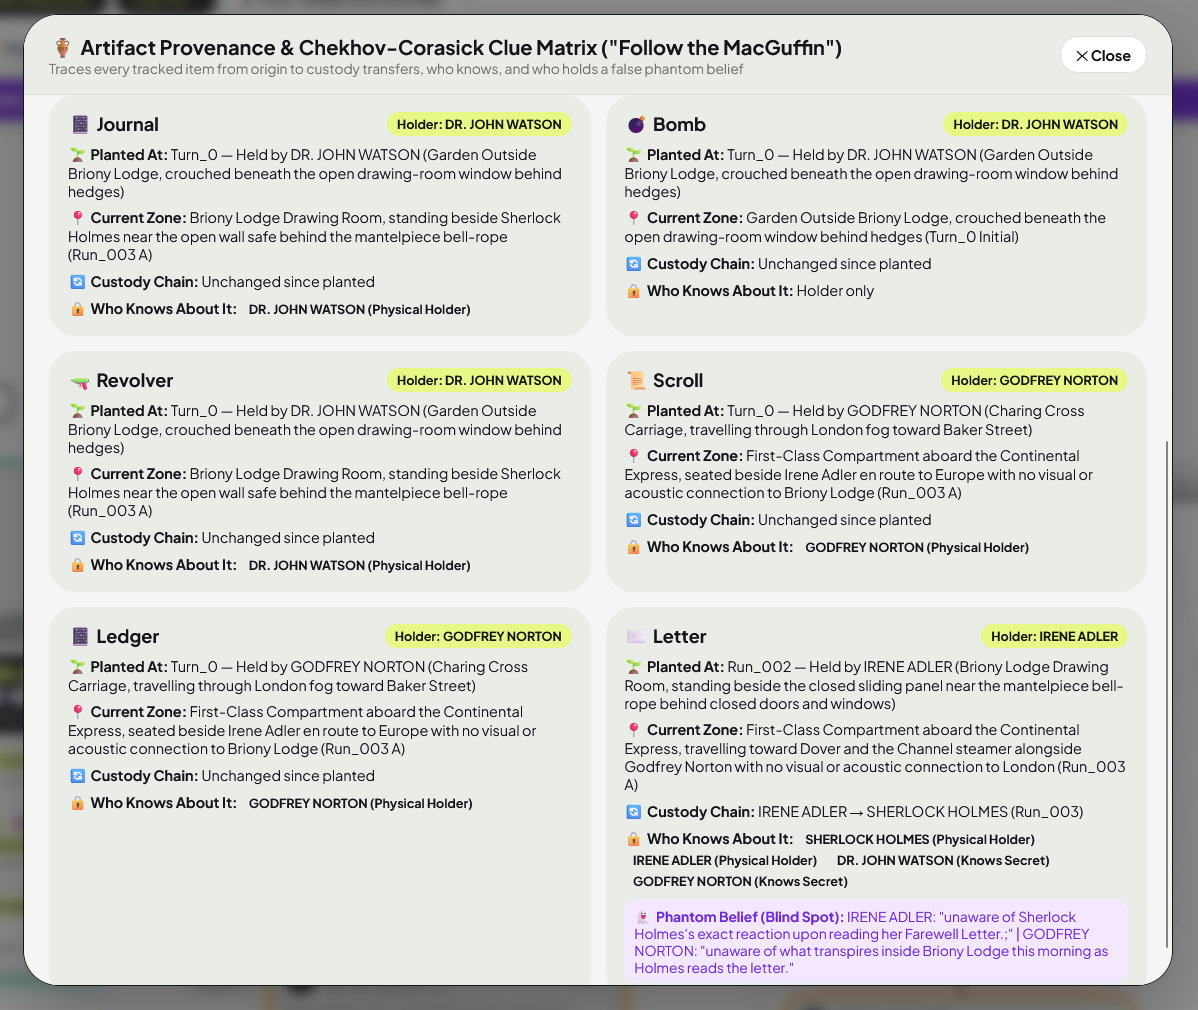 Artifact Provenance & Chekhov-Corasick Clue Matrix ("Follow the MacGuffin")
Traces every tracked item from origin to custody transfers, who knows, and who holds a false phantom belief
Close
Journal
Holder: DR. JOHN WATSON
Planted At: Turn_0 — Held by DR. JOHN WATSON (Garden Outside
Briony Lodge, crouched beneath the open drawing-room window behind
hedges)
Current Zone: Briony Lodge Drawing Room, standing beside Sherlock
Holmes near the open wall safe behind the mantelpiece bell-rope
(Run_003 A)
Custody Chain: Unchanged since planted
Who Knows About It: DR. JOHN WATSON (Physical Holder)
Bomb
Holder: DR. JOHN WATSON
Planted At: Turn_0 — Held by DR. JOHN WATSON (Garden Outside
Briony Lodge, crouched beneath the open drawing-room window behind
hedges)
Current Zone: Garden Outside Briony Lodge, crouched beneath the
open drawing-room window behind hedges (Turn_0 Initial)
Custody Chain: Unchanged since planted
Who Knows About It: Holder only
Revolver
Holder: DR. JOHN WATSON
Planted At: Turn_0 — Held by DR. JOHN WATSON (Garden Outside
Briony Lodge, crouched beneath the open drawing-room window behind
hedges)
Current Zone: Briony Lodge Drawing Room, standing beside Sherlock
Holmes near the open wall safe behind the mantelpiece bell-rope
(Run_003 A)
Custody Chain: Unchanged since planted
Who Knows About It: DR. JOHN WATSON (Physical Holder)
Scroll
Holder: GODFREY NORTON
Planted At: Turn_0 — Held by GODFREY NORTON (Charing Cross
Carriage, travelling through London fog toward Baker Street)
Current Zone: First-Class Compartment aboard the Continental
Express, seated beside Irene Adler en route to Europe with no visual or
acoustic connection to Briony Lodge (Run_003 A)
Custody Chain: Unchanged since planted
Who Knows About It: GODFREY NORTON (Physical Holder)
Ledger
Holder: GODFREY NORTON
Planted At: Turn_0 — Held by GODFREY NORTON (Charing Cross
Carriage, travelling through London fog toward Baker Street)
Current Zone: First-Class Compartment aboard the Continental
Express, seated beside Irene Adler en route to Europe with no visual or
acoustic connection to Briony Lodge (Run_003 A)
Custody Chain: Unchanged since planted
Who Knows About It: GODFREY NORTON (Physical Holder)
Letter
Holder: IRENE ADLER
Planted At: Run_002 — Held by IRENE ADLER (Briony Lodge Drawing
Room, standing beside the closed sliding panel near the mantelpiece bell-
rope behind closed doors and windows)
Current Zone: First-Class Compartment aboard the Continental
Express, travelling toward Dover and the Channel steamer alongside
Godfrey Norton with no visual or acoustic connection to London (Run_003
A)
Custody Chain: IRENE ADLER → SHERLOCK HOLMES (Run_003)
Who Knows About It: SHERLOCK HOLMES (Physical Holder)
IRENE ADLER (Physical Holder) DR. JOHN WATSON (Knows Secret)
GODFREY NORTON (Knows Secret)
Phantom Belief (Blind Spot): IRENE ADLER: "unaware of Sherlock
Holmes's exact reaction upon reading her Farewell Letter.;" | GODFREY
NORTON: "unaware of what transpires inside Briony Lodge this morning as
Holmes reads the letter."